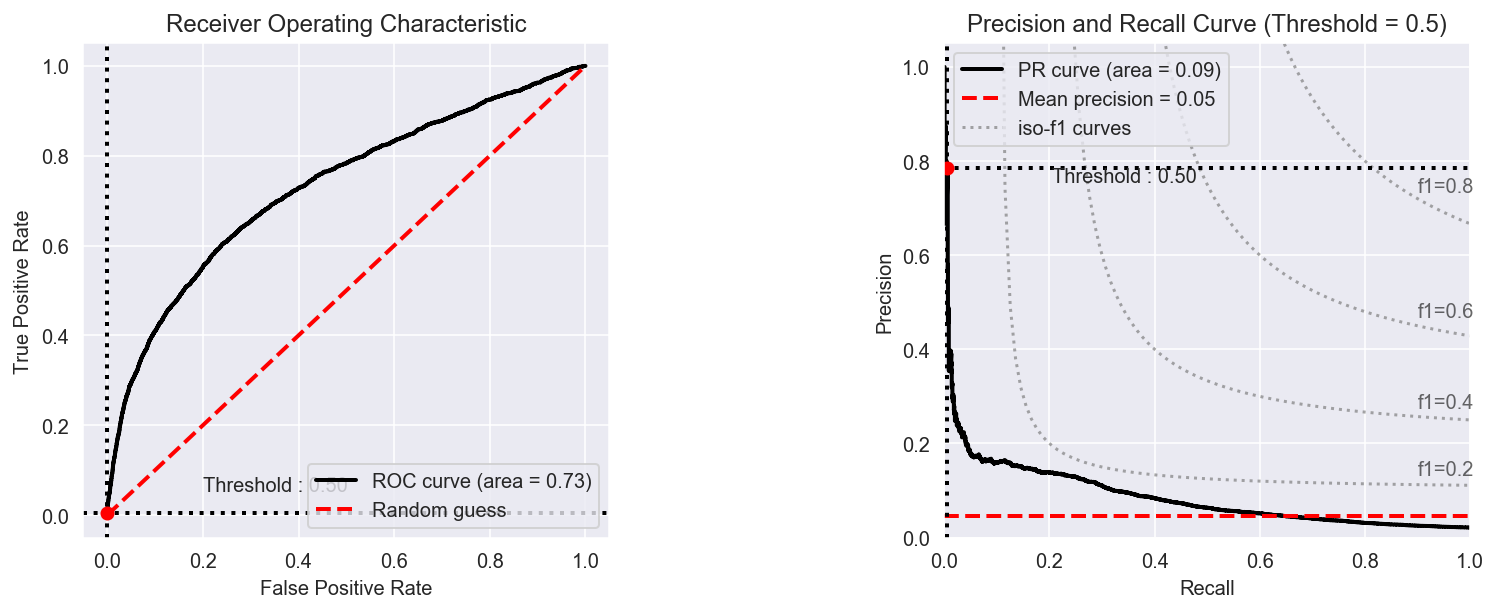 Receiver Operating Characteristic
True Positive Rate
1.0
0.8
0.6
0.4
0.2
0.0
Threshold : 0.50
ROC curve (area = 0.73)
Random guess
0.0 0.2 0.4 0.6 0.8 1.0
False Positive Rate
Precision and Recall Curve (Threshold = 0.5)
Precision
1.0
0.8
0.6
0.4
0.2
0.0
PR curve (area = 0.09)
Mean precision = 0.05
iso-f1 curves
Threshold : 0.50
f1=0.8
f1=0.6
f1=0.4
f1=0.2
0.0 0.2 0.4 0.6 0.8 1.0
Recall